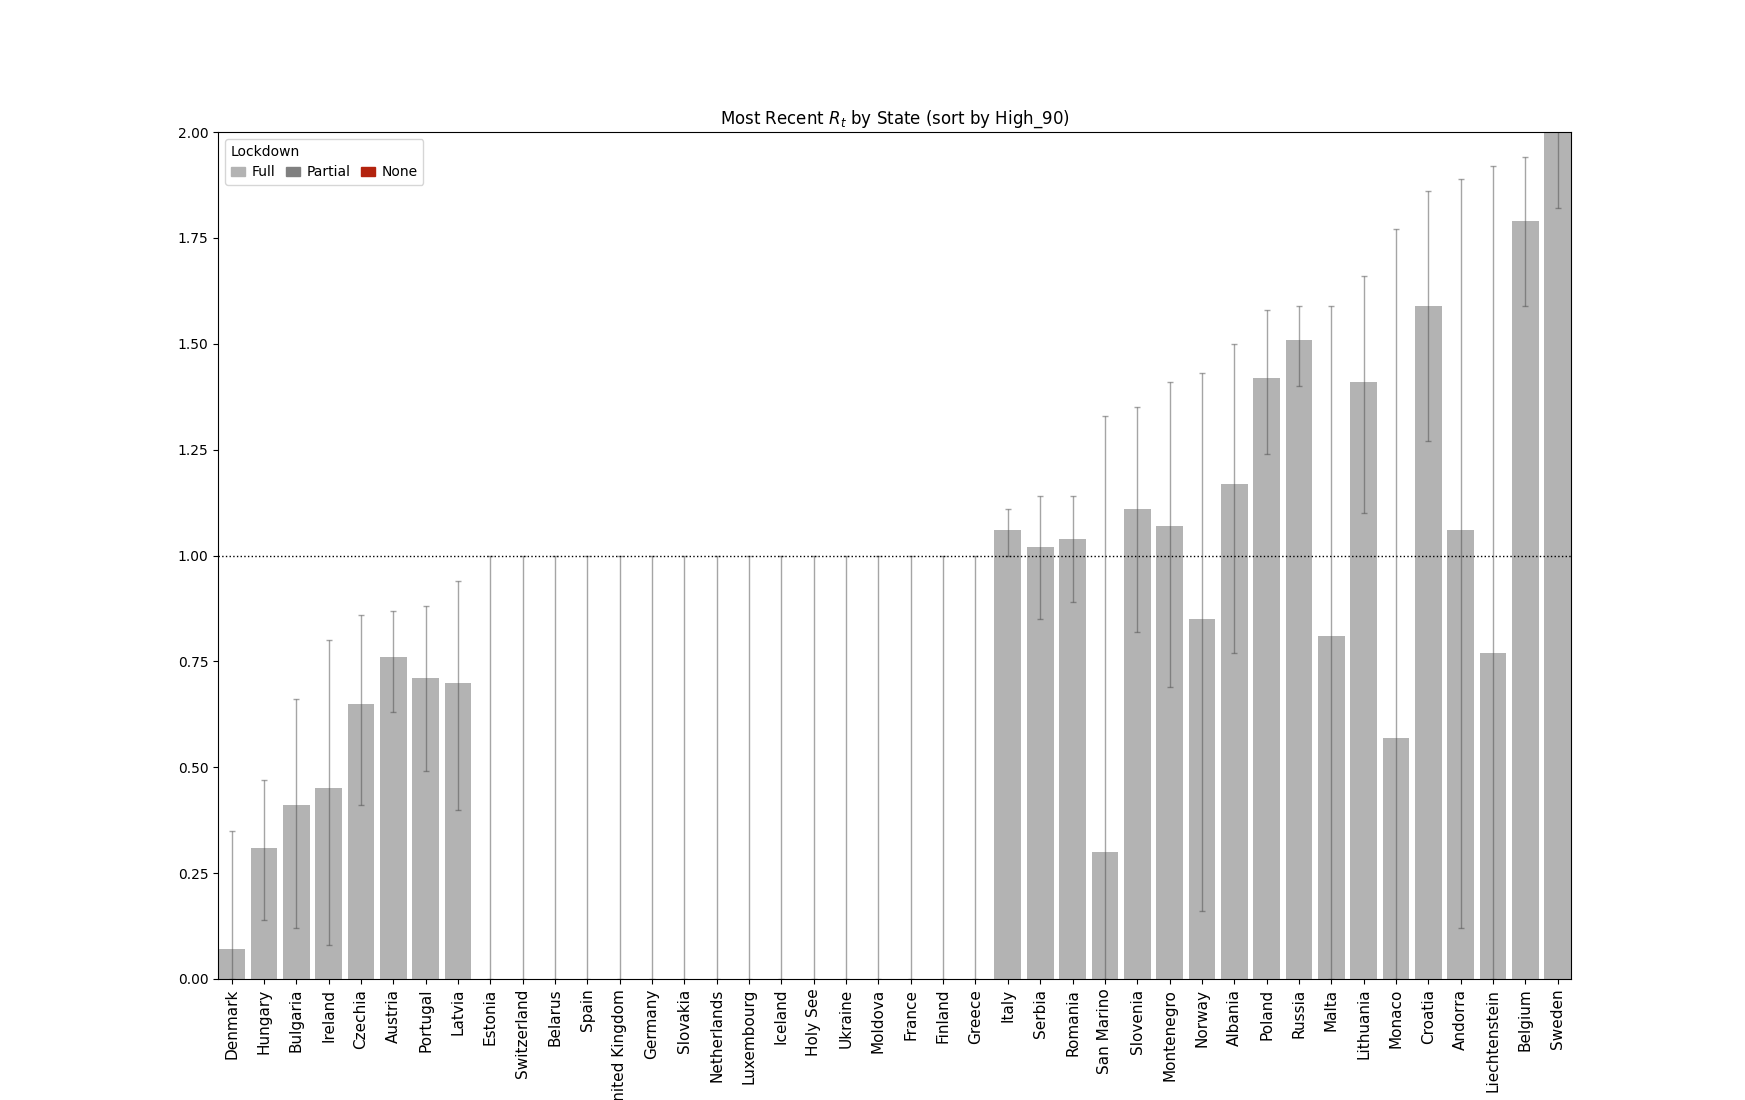 Most Recent R_t by State (sort by High_90)
Lockdown
Full Partial None
2.00
1.75
1.50
1.25
1.00
0.75
0.50
0.25
0.00
Denmark
Hungary
Bulgaria
Ireland
Czechia
Austria
Portugal
Latvia
Estonia
Switzerland
Belarus
Spain
nited Kingdom
Germany
Slovakia
Netherlands
Luxembourg
Iceland
Holy See
Ukraine
Moldova
France
Finland
Greece
Italy
Serbia
Romania
San Marino
Slovenia
Montenegro
Norway
Albania
Poland
Russia
Malta
Lithuania
Monaco
Croatia
Andorra
Liechtenstein
Belgium
Sweden